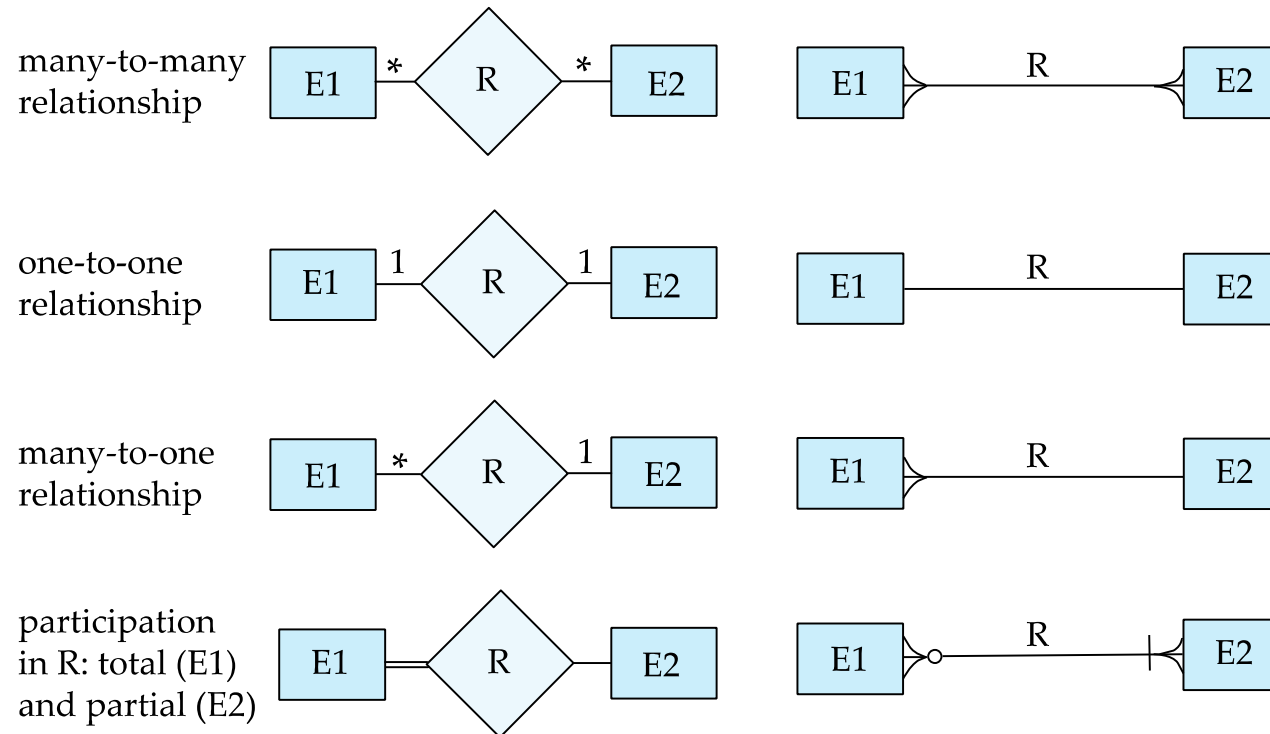 many-to-many
relationship
E1 * R * E2
E1 R E2
one-to-one
relationship
E1 1 R 1 E2
E1 R E2
many-to-one
relationship
E1 * R 1 E2
E1 R E2
participation
in R: total (E1)
and partial (E2)
E1 R E2
E1 R E2